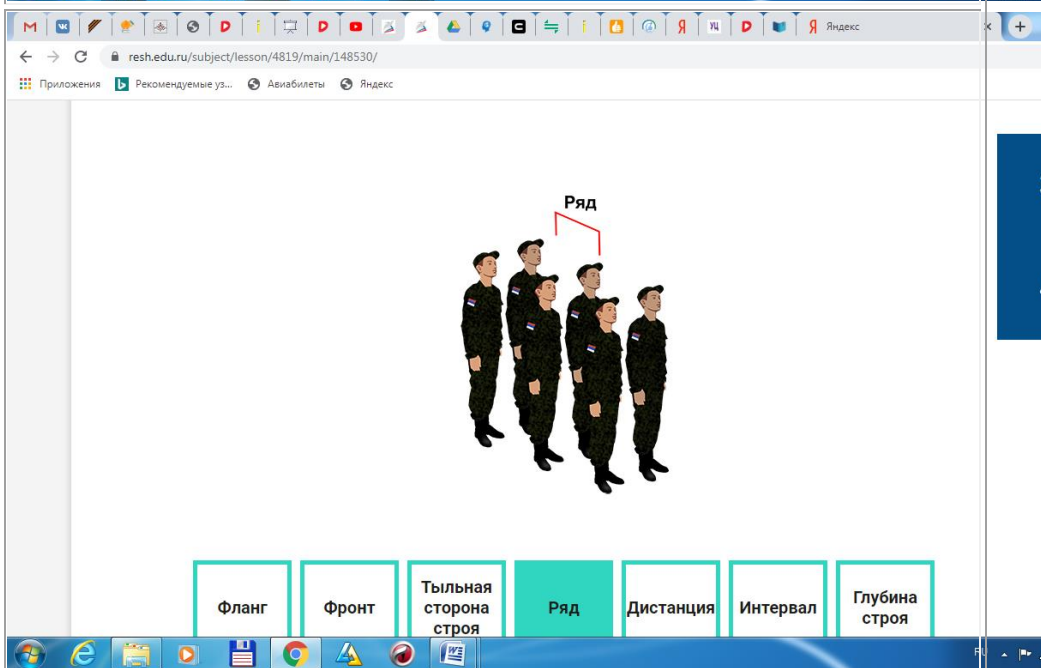 Яндекс
resh.edu.ru/subject/lesson/4819/main/148530/
Приложения Рекомендуемые уз... Авиабилеты Яндекс
Ряд
Фланг
Фронт
Тыльная
сторона
строя
Ряд
Дистанция
Интервал
Глубина
строя
RU